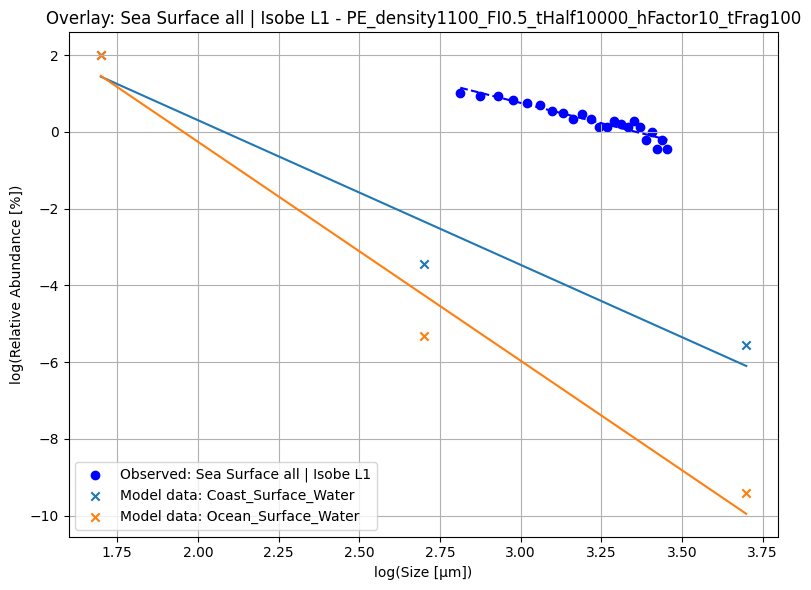 Overlay: Sea Surface all | Isobe L1 - PE_density1100_FI0.5_tHalf10000_hFactor10_tFrag100
log(Relative Abundance [%])
2
0
−2
−4
−6
−8
−10
Observed: Sea Surface all | Isobe L1
Model data: Coast_Surface_Water
Model data: Ocean_Surface_Water
1.75 2.00 2.25 2.50 2.75 3.00 3.25 3.50 3.75
log(Size [µm])